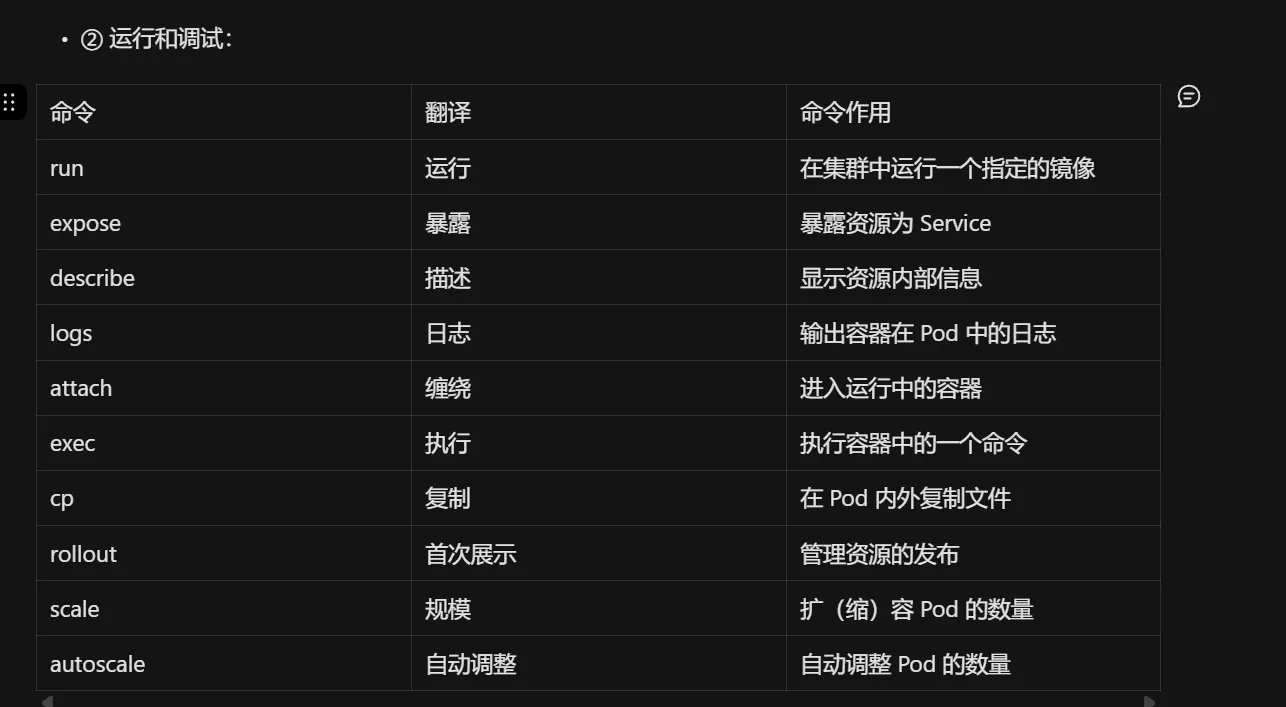 • ② 运行和调试：
命令 翻译 命令作用
run 运行 在集群中运行一个指定的镜像
expose 暴露 暴露资源为 Service
describe 描述 显示资源内部信息
logs 日志 输出容器在 Pod 中的日志
attach 缠绕 进入运行中的容器
exec 执行 执行容器中的一个命令
cp 复制 在 Pod 内外复制文件
rollout 首次展示 管理资源的发布
scale 规模 扩（缩）容 Pod 的数量
autoscale 自动调整 自动调整 Pod 的数量